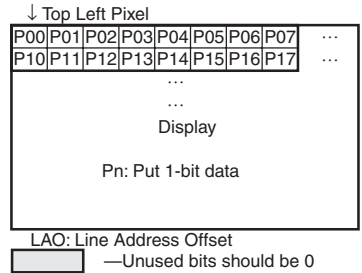 ↓ Top Left Pixel
P00 P01 P02 P03 P04 P05 P06 P07 …
P10 P11 P12 P13 P14 P15 P16 P17 …
…
…
Display
Pn: Put 1-bit data
LAO: Line Address Offset
—Unused bits should be 0